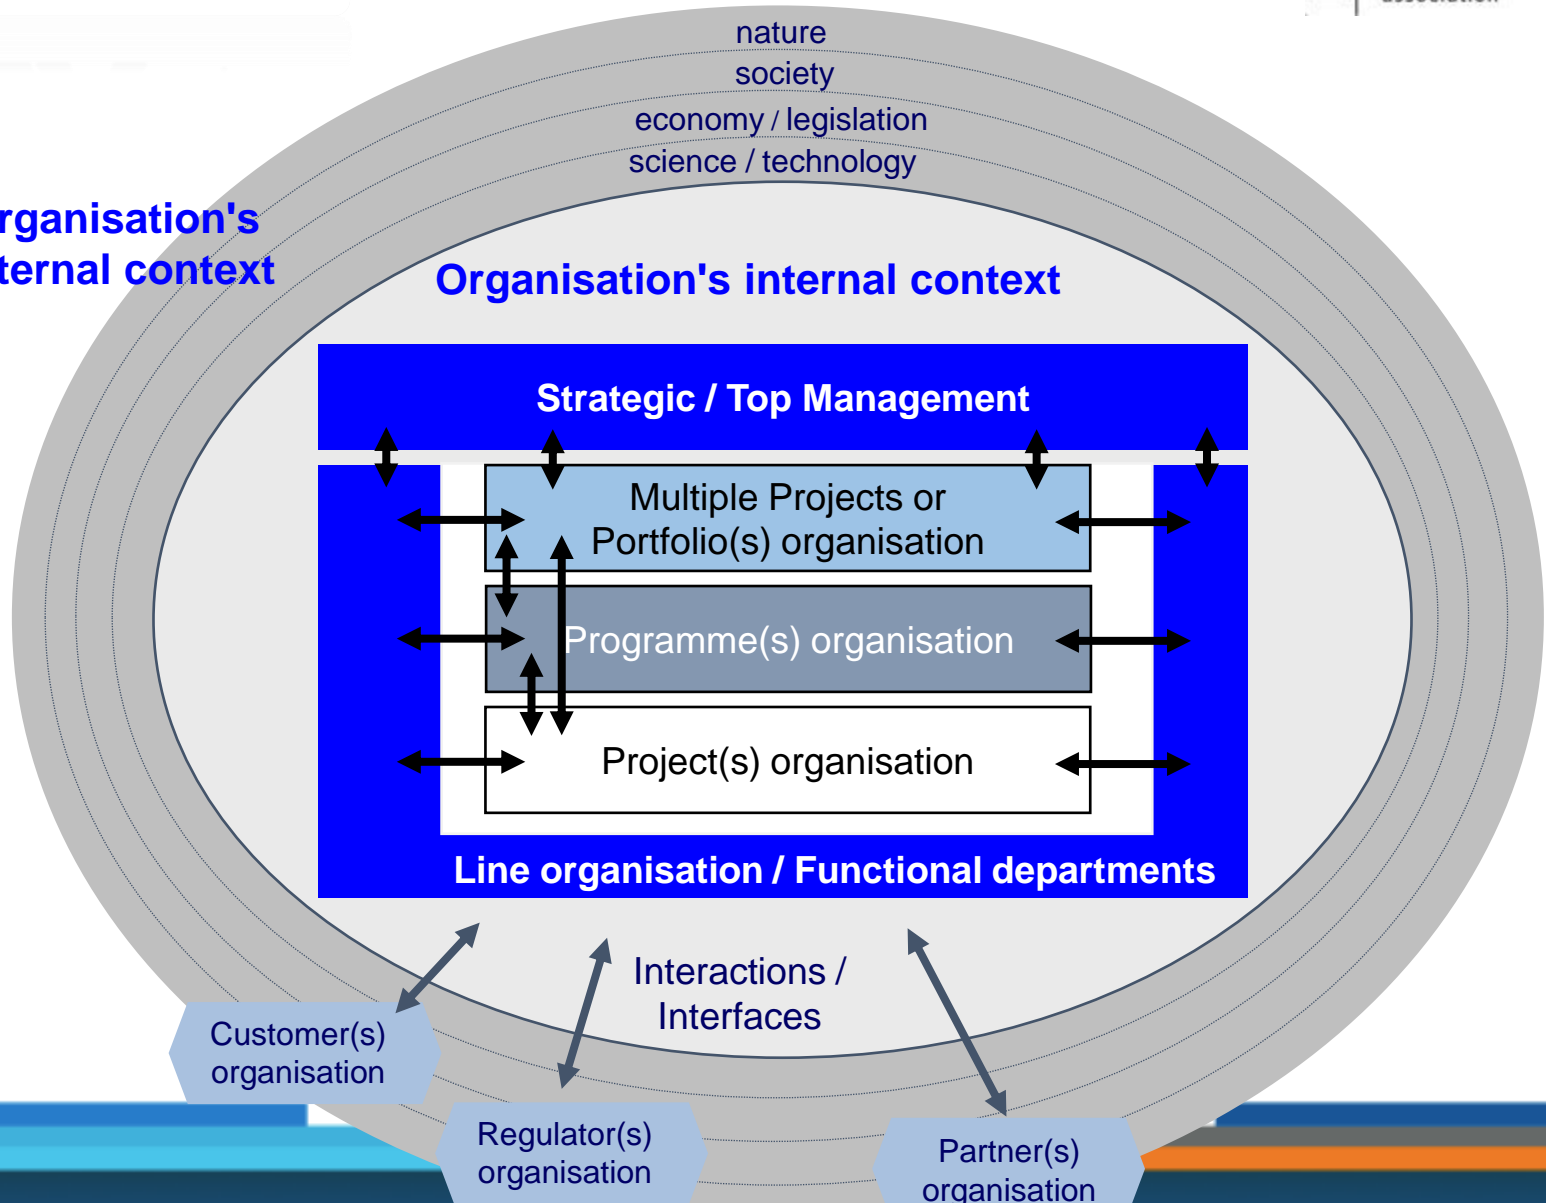 nature
society
economy / legislation
science / technology
rganisation's
ternal context
Organisation's internal context
Strategic / Top Management
Multiple Projects or
Portfolio(s) organisation
Programme(s) organisation
Project(s) organisation
Line organisation / Functional departments
Interactions /
Interfaces
Customer(s)
organisation
Regulator(s)
organisation
Partner(s)
organisation